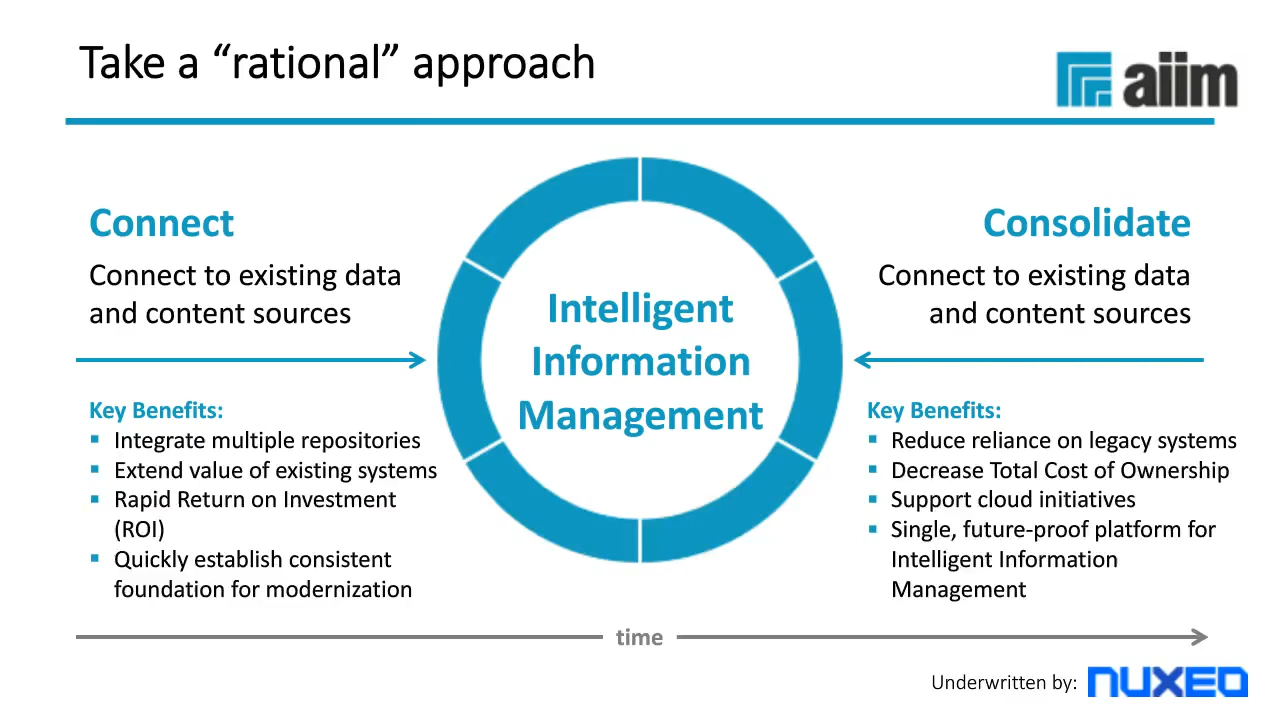 Take a “rational” approach
aiim
Connect
Connect to existing data
and content sources
Key Benefits:
▪ Integrate multiple repositories
▪ Extend value of existing systems
▪ Rapid Return on Investment
(ROI)
▪ Quickly establish consistent
foundation for modernization
Intelligent
Information
Management
Consolidate
Connect to existing data
and content sources
Key Benefits:
▪ Reduce reliance on legacy systems
▪ Decrease Total Cost of Ownership
▪ Support cloud initiatives
▪ Single, future-proof platform for
Intelligent Information
Management
time
Underwritten by: nuxeo